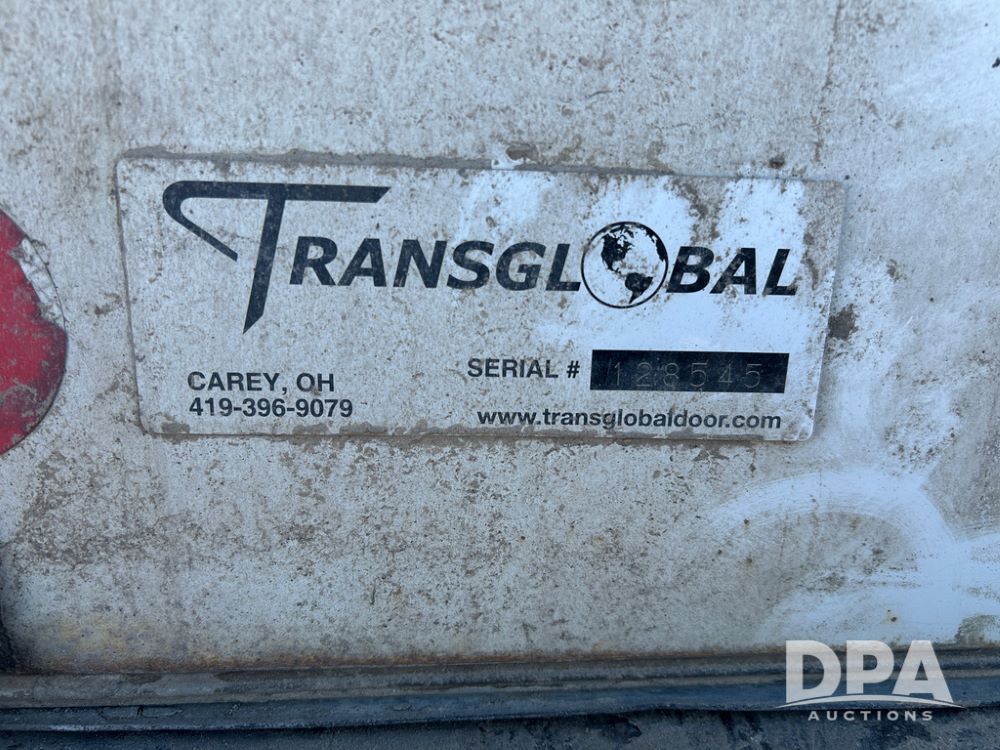 TRANSGLOBAL
CAREY, OH
419-396-9079
SERIAL # 128545
www.transglobaldoor.com
DPA
AUCTIONS